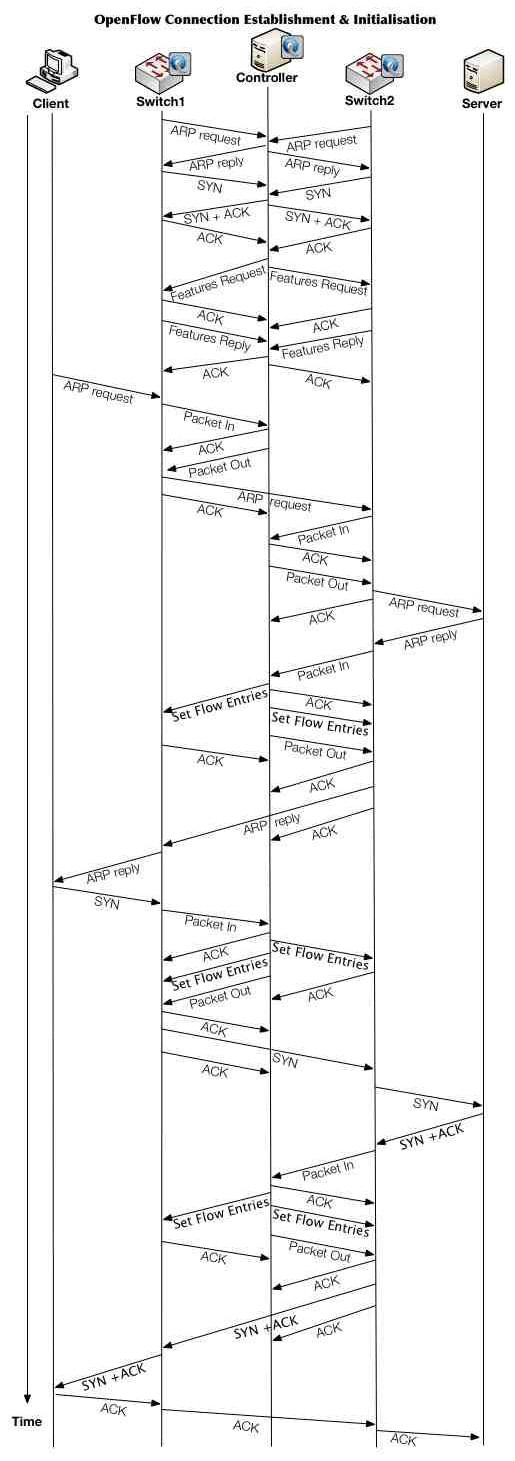 OpenFlow Connection Establishment & Initialisation
Client
Switch1
Controller
Switch2
Server
ARP request
ARP request
ARP reply
ARP reply
SYN
SYN
SYN + ACK
SYN + ACK
ACK
ACK
Features Request
Features Request
ACK
ACK
Features Reply
Features Reply
ACK
ACK
ARP request
Packet In
ACK
Packet Out
ARP request
ACK
Packet In
ACK
Packet Out
ARP request
ACK
ARP reply
Packet In
Set Flow Entries
ACK
Set Flow Entries
Packet Out
ACK
ACK
ARP reply
ACK
ARP reply
SYN
Packet In
ACK
Set Flow Entries
Set Flow Entries
Packet Out
ACK
ACK
SYN
ACK
SYN
SYN +ACK
Packet In
ACK
Set Flow Entries
Set Flow Entries
ACK
Packet Out
ACK
SYN +ACK
ACK
SYN +ACK
ACK
Time
ACK
ACK